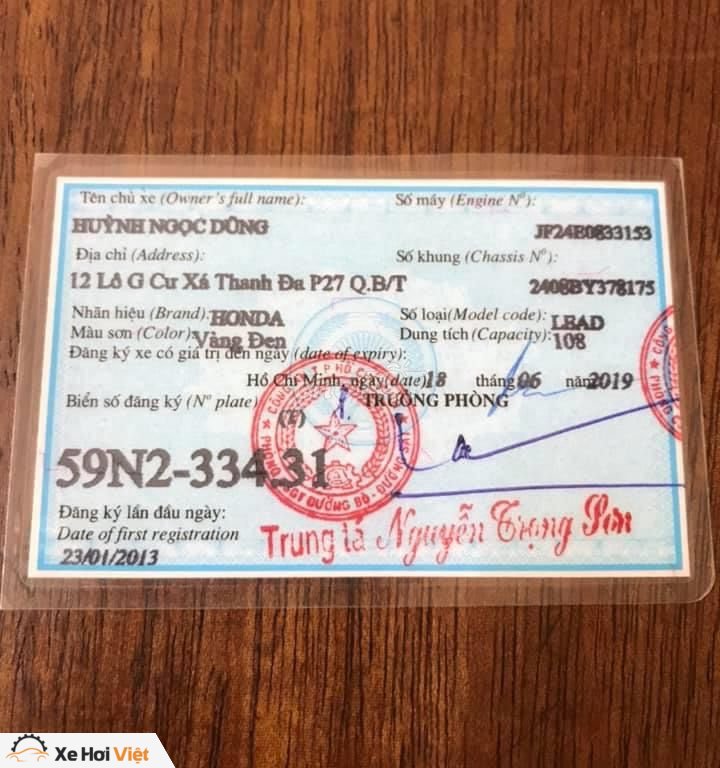 Tên chủ xe (Owner's full name):
HUỲNH NGỌC DŨNG
Số máy (Engine Nº):
JF24E0833153
Địa chỉ (Address):
12 Lô G Cư Xá Thanh Đa P27 Q.B/T
Số khung (Chassis Nº):
2408BY378175
Nhãn hiệu (Brand): HONDA
Số loại(Model code): LEAD
Màu sơn (Color): Vàng Đen
Dung tích (Capacity): 108
Đăng ký xe có giá trị đến ngày (date of expiry):
Hồ Chí Minh, ngày(date) 18 tháng 06 năm 2019
Biển số đăng ký (Nº plate) (T) TRƯỞNG PHÒNG
59N2-334.31
Đăng ký lần đầu ngày:
Date of first registration
23/01/2013
Trung tá Nguyễn Trọng Sơn
Xe Hơi Việt